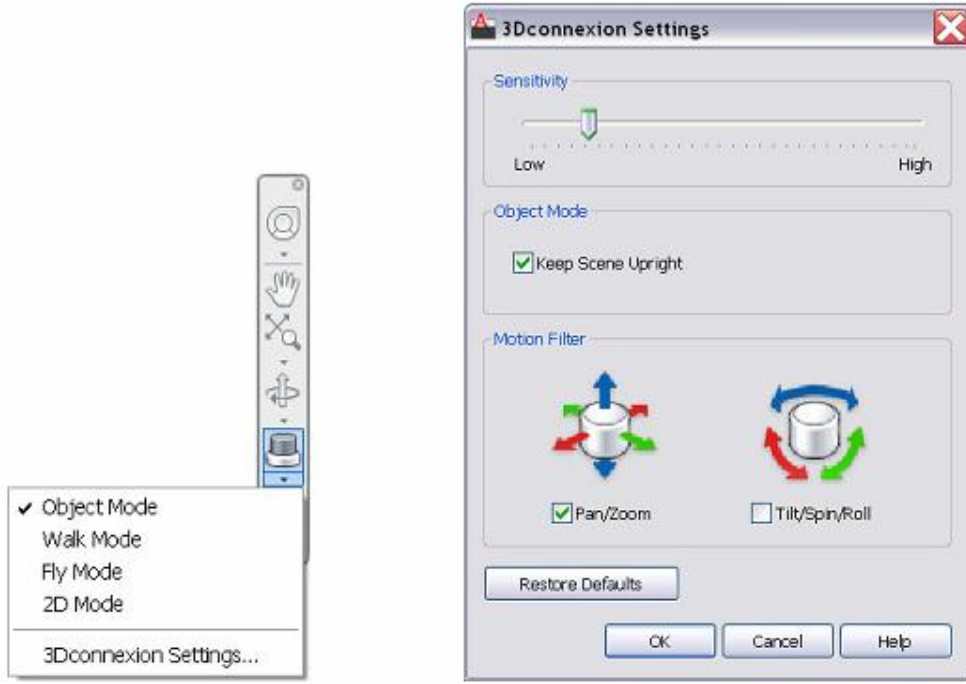 Object Mode
Walk Mode
Fly Mode
2D Mode
3Dconnexion Settings...
3Dconnexion Settings
Sensitivity
Low High
Object Mode
Keep Scene Upright
Motion Filter
Pan/Zoom Tilt/Spin/Roll
Restore Defaults
OK Cancel Help